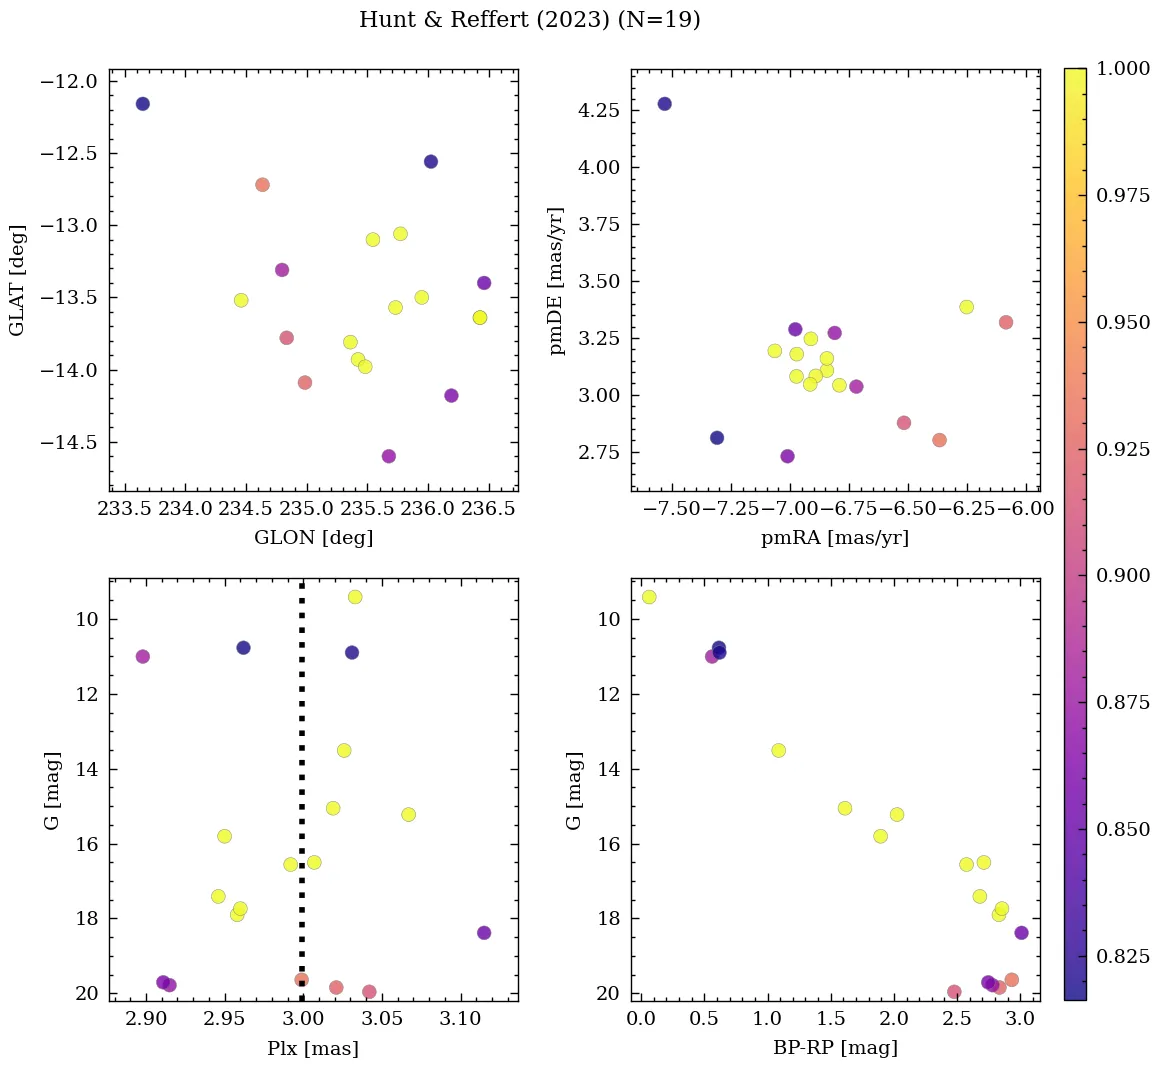 Hunt & Reffert (2023) (N=19)
−12.0
−12.5
−13.0
−13.5
−14.0
−14.5
GLAT [deg]
233.5 234.0 234.5 235.0 235.5 236.0 236.5
GLON [deg]
4.25
4.00
3.75
3.50
3.25
3.00
2.75
pmDE [mas/yr]
−7.50 −7.25 −7.00 −6.75 −6.50 −6.25 −6.00
pmRA [mas/yr]
10
12
14
16
18
20
G [mag]
2.90 2.95 3.00 3.05 3.10
Plx [mas]
10
12
14
16
18
20
G [mag]
0.0 0.5 1.0 1.5 2.0 2.5 3.0
BP-RP [mag]
1.000
0.975
0.950
0.925
0.900
0.875
0.850
0.825